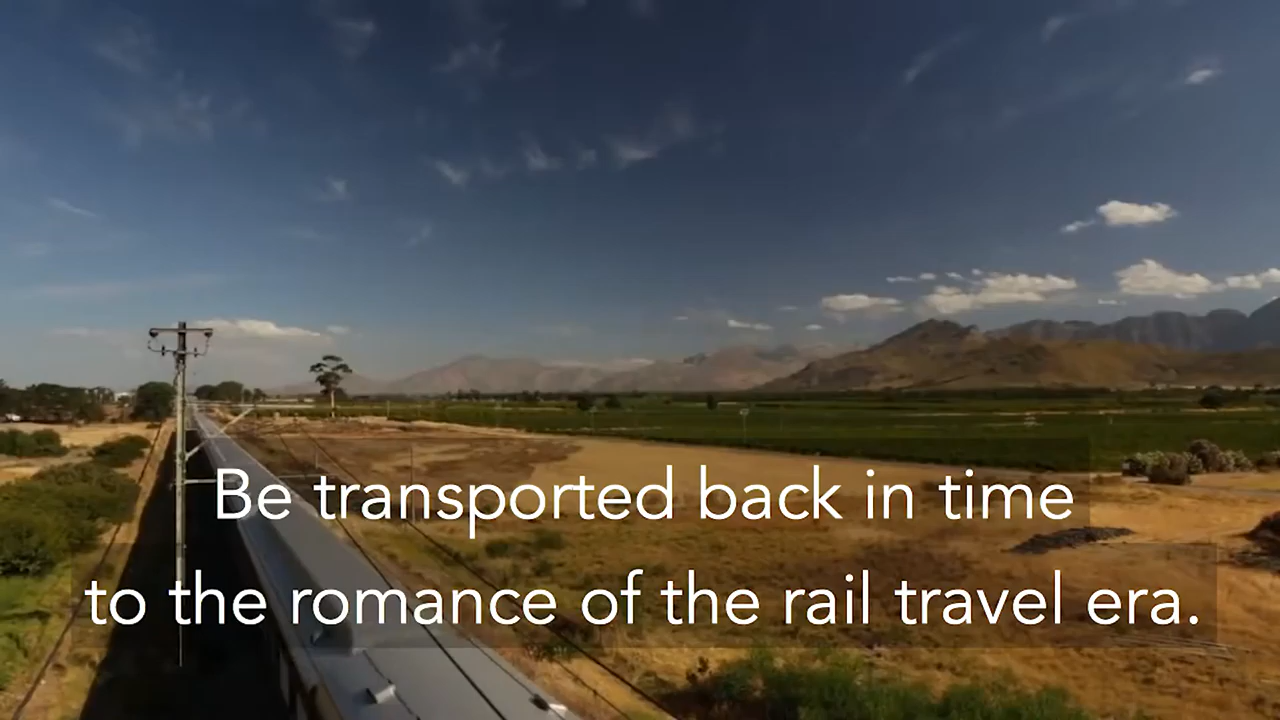 Be transported back in time
to the romance of the rail travel era.